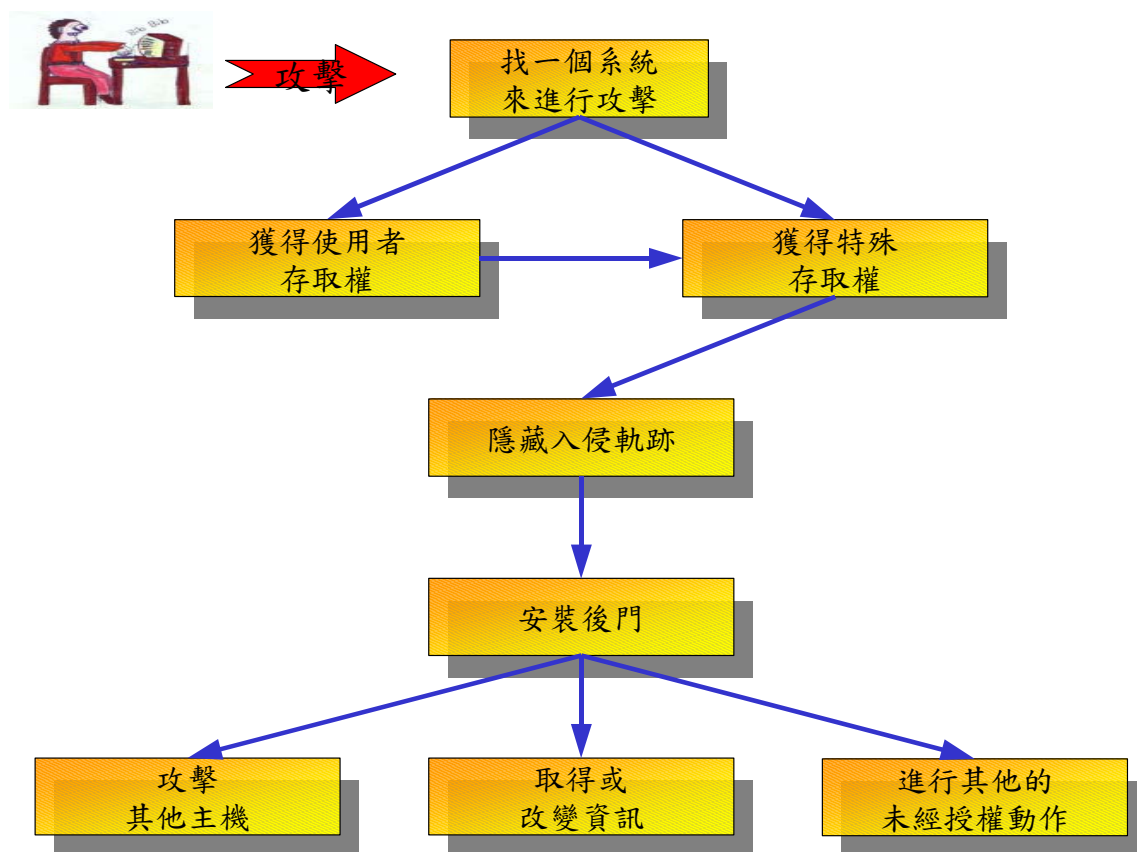 Bib Bib
攻擊
找一個系統
來進行攻擊
獲得使用者
存取權
獲得特殊
存取權
隱藏入侵軌跡
安裝後門
攻擊
其他主機
取得或
改變資訊
進行其他的
未經授權動作